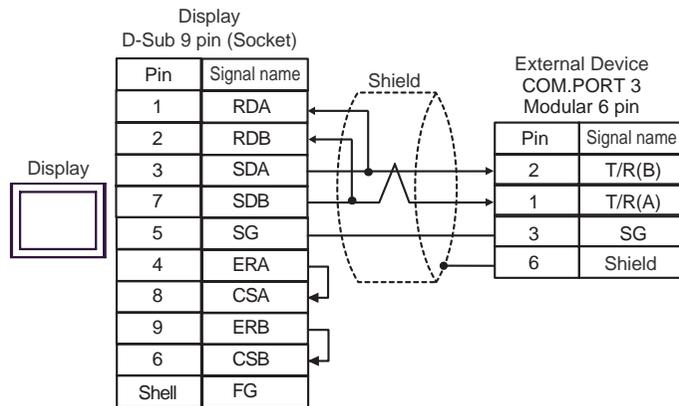 Display
D-Sub 9 pin (Socket)
Pin Signal name
1 RDA
2 RDB
3 SDA
7 SDB
5 SG
4 ERA
8 CSA
9 ERB
6 CSB
Shell FG
Display
Shield
External Device
COM.PORT 3
Modular 6 pin
Pin Signal name
2 T/R(B)
1 T/R(A)
3 SG
6 Shield